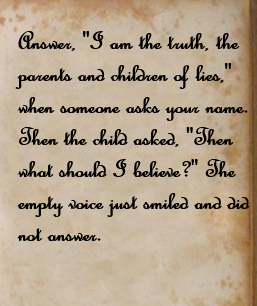 Answer, "I am the truth, the
parents and children of lies,"
when someone asks your name.
Then the child asked, "Then
what should I believe?" The
empty voice just smiled and did
not answer.